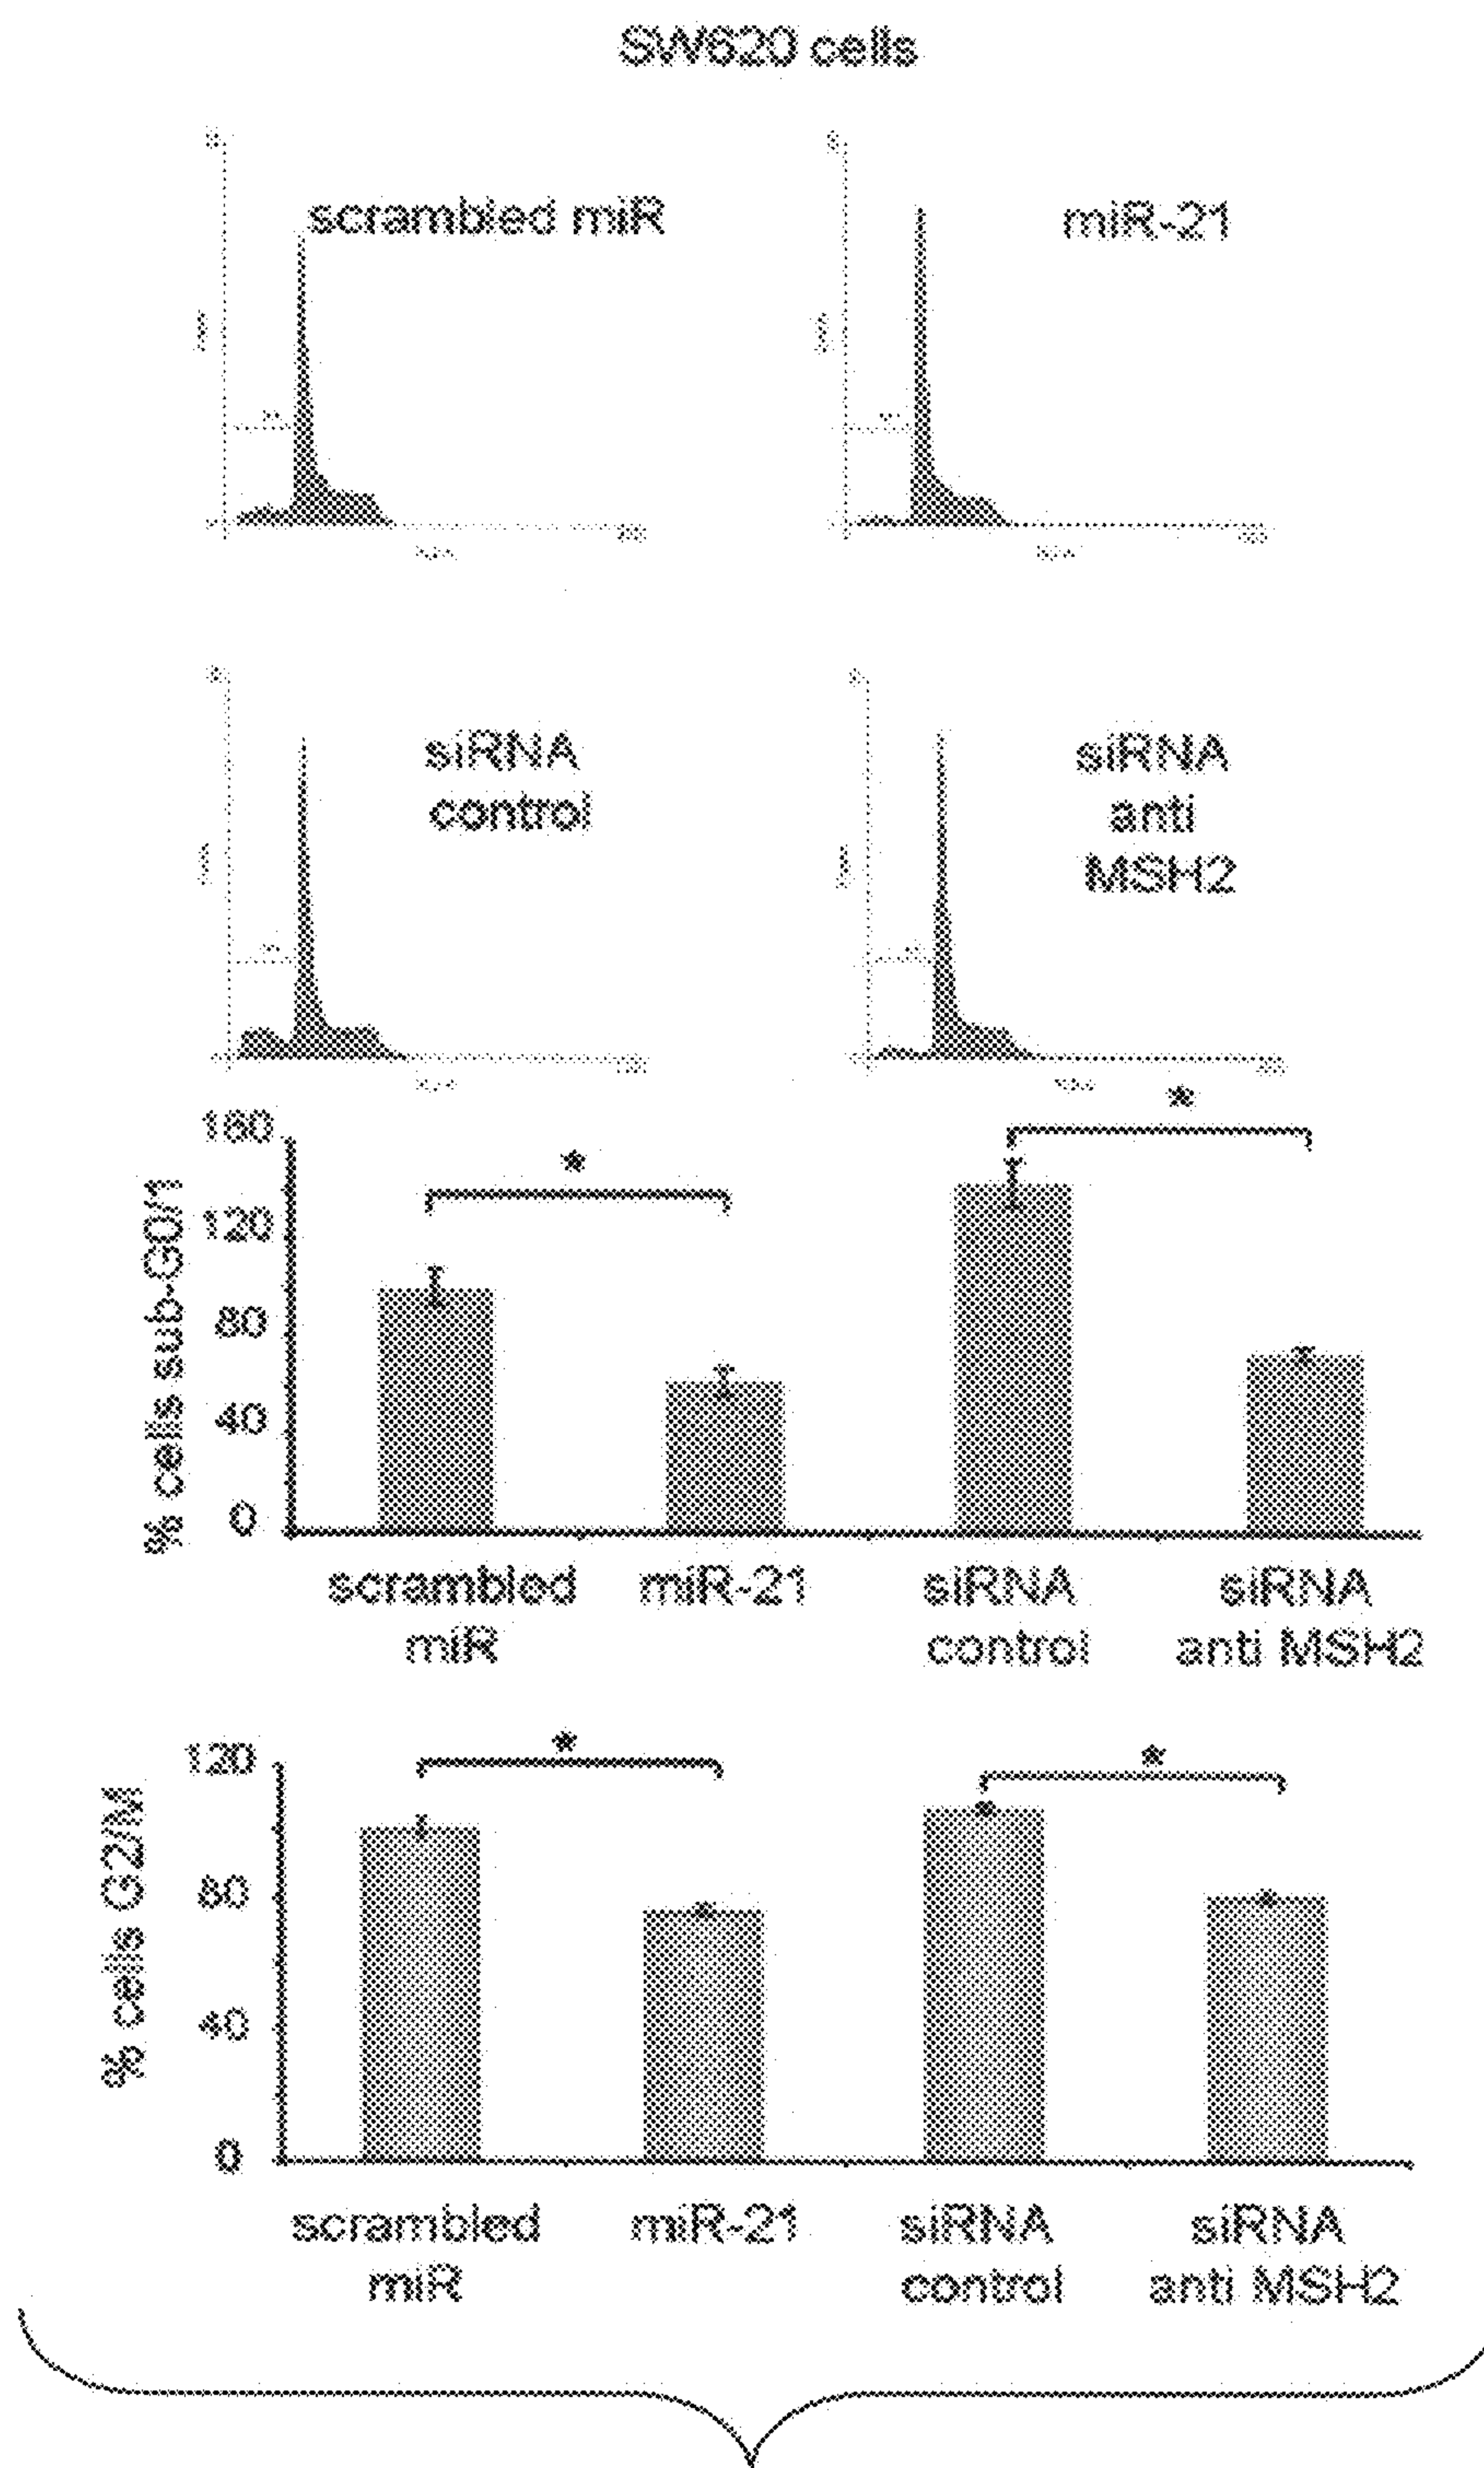 SW620 cells
scrambled miR
miR-21
siRNA
control
siRNA
anti
MSH2
*
*
% cells sub-G0/1
160
120
80
40
0
scrambled
miR
miR-21
siRNA
control
siRNA
anti MSH2
*
*
% cells G2/M
120
80
40
0
scrambled
miR
miR-21
siRNA
control
siRNA
anti MSH2